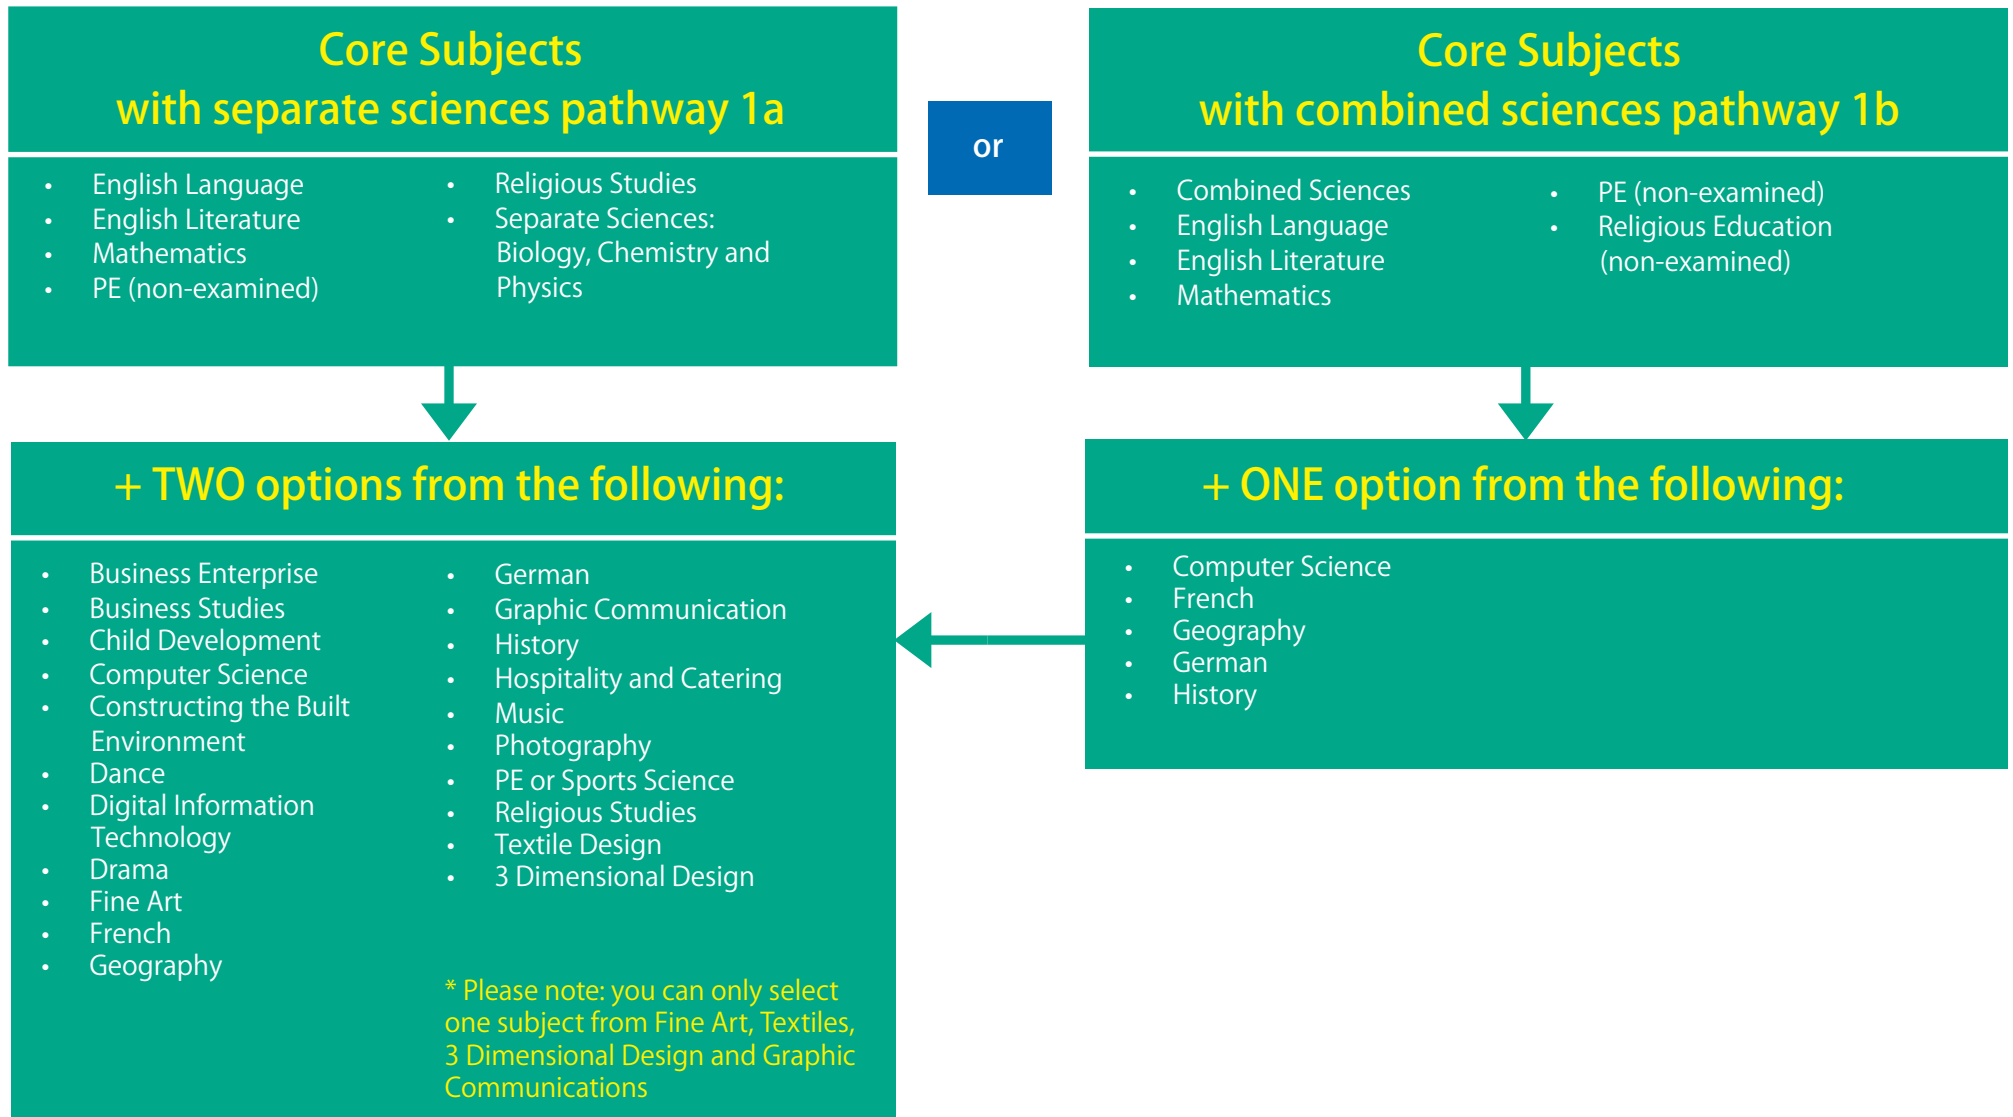 Core Subjects
with separate sciences pathway 1a
• English Language
• English Literature
• Mathematics
• PE (non-examined)
• Religious Studies
• Separate Sciences:
Biology, Chemistry and
Physics
or
Core Subjects
with combined sciences pathway 1b
• Combined Sciences
• English Language
• English Literature
• Mathematics
• PE (non-examined)
• Religious Education
(non-examined)
+ TWO options from the following:
• Business Enterprise
• Business Studies
• Child Development
• Computer Science
• Constructing the Built
Environment
• Dance
• Digital Information
Technology
• Drama
• Fine Art
• French
• Geography
• German
• Graphic Communication
• History
• Hospitality and Catering
• Music
• Photography
• PE or Sports Science
• Religious Studies
• Textile Design
• 3 Dimensional Design
* Please note: you can only select
one subject from Fine Art, Textiles,
3 Dimensional Design and Graphic
Communications
+ ONE option from the following:
• Computer Science
• French
• Geography
• German
• History